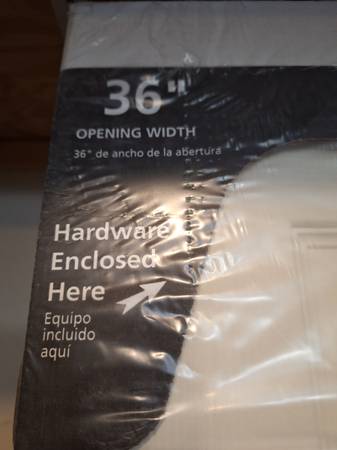 36"
OPENING WIDTH
36" de ancho de la abertura
Hardware
Enclosed
Here
Equipo
incluido
aquí